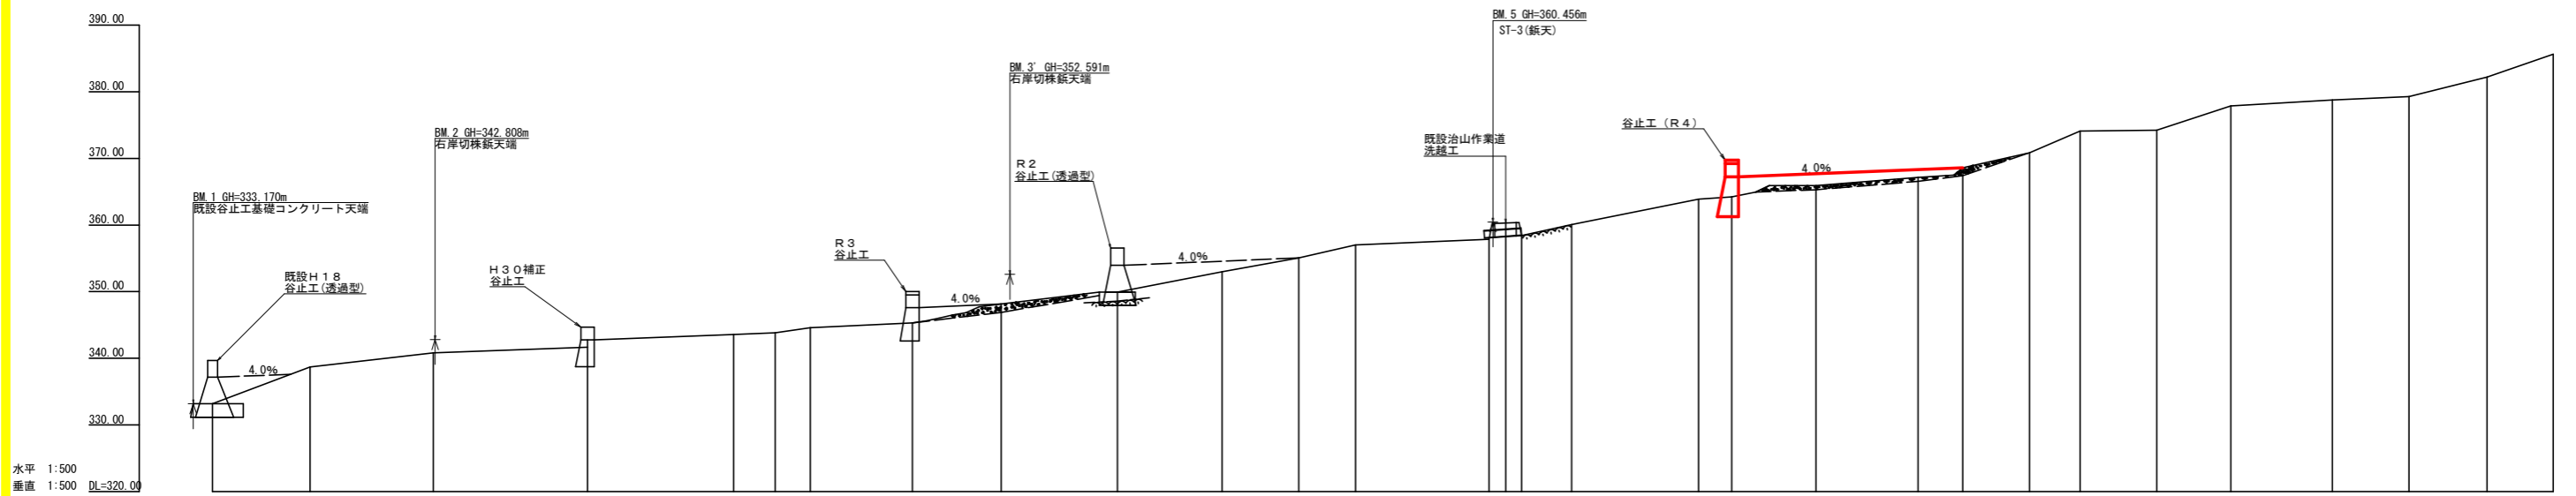 390.00
380.00
370.00
360.00
350.00
340.00
330.00
水平 1:500
垂直 1:500 DL=320.00
BM.1 GH=333.170m
既設谷止工基礎コンクリート天端
既設H18
谷止工(透過型)
4.0%
BM.2 GH=342.808m
右岸切株鋲天端
H30補正
谷止工
R3
谷止工
4.0%
BM.3' GH=352.591m
右岸切株鋲天端
R2
谷止工(透過型)
4.0%
BM.5 GH=360.456m
ST-3(鋲天)
既設治山作業道
洗越工
谷止工(R4)
4.0%